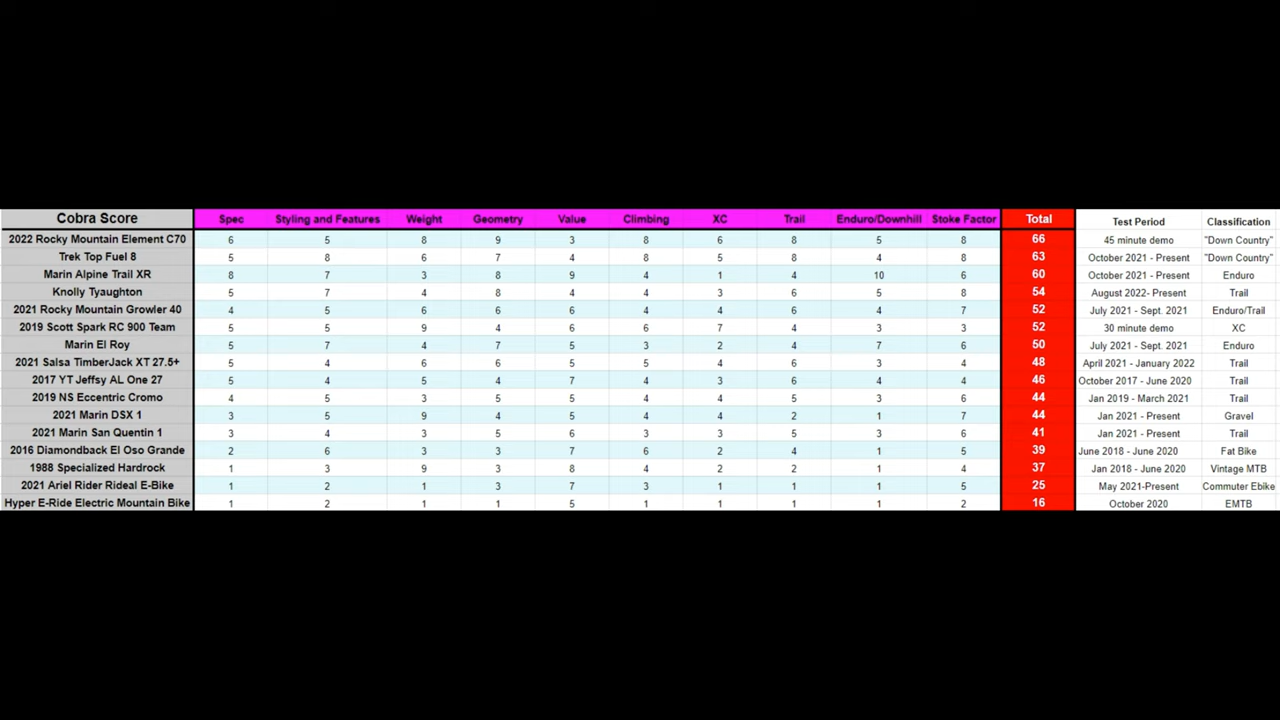 Cobra Score Spec Styling and Features Weight Geometry Value Climbing XC Trail Enduro/Downhill Stoke Factor Total Test Period Classification
2022 Rocky Mountain Element C70 6 5 8 9 3 8 6 8 5 8 66 45 minute demo "Down Country"
Trek Top Fuel 8 5 8 6 7 4 8 5 8 4 8 63 October 2021 - Present "Down Country"
Marin Alpine Trail XR 8 7 3 8 9 4 1 4 10 6 60 October 2021 - Present Enduro
Knolly Tyaughton 5 7 4 8 4 4 3 6 5 8 54 August 2022- Present Trail
2021 Rocky Mountain Growler 40 4 5 6 6 6 4 4 6 4 7 52 July 2021 - Sept. 2021 Enduro/Trail
2019 Scott Spark RC 900 Team 5 5 9 4 6 6 7 4 3 3 52 30 minute demo XC
Marin El Roy 5 7 4 7 5 3 2 4 7 6 50 July 2021 - Sept. 2021 Enduro
2021 Salsa TimberJack XT 27.5+ 5 4 6 6 5 5 4 6 3 4 48 April 2021 - January 2022 Trail
2017 YT Jeffsy AL One 27 5 4 5 4 7 4 3 6 4 4 46 October 2017 - June 2020 Trail
2019 NS Eccentric Cromo 4 5 3 5 5 4 4 5 3 6 44 Jan 2019 - March 2021 Trail
2021 Marin DSX 1 3 5 9 4 5 4 4 2 1 7 44 Jan 2021 - Present Gravel
2021 Marin San Quentin 1 3 4 3 5 6 3 3 5 3 6 41 Jan 2021 - Present Trail
2016 Diamondback El Oso Grande 2 6 3 3 7 6 2 4 1 5 39 June 2018 - June 2020 Fat Bike
1988 Specialized Hardrock 1 3 9 3 8 4 2 2 1 4 37 Jan 2018 - June 2020 Vintage MTB
2021 Ariel Rider Rideal E-Bike 1 2 1 3 7 3 1 1 1 5 25 May 2021-Present Commuter Ebike
Hyper E-Ride Electric Mountain Bike 1 2 1 1 5 1 1 1 1 2 16 October 2020 EMTB